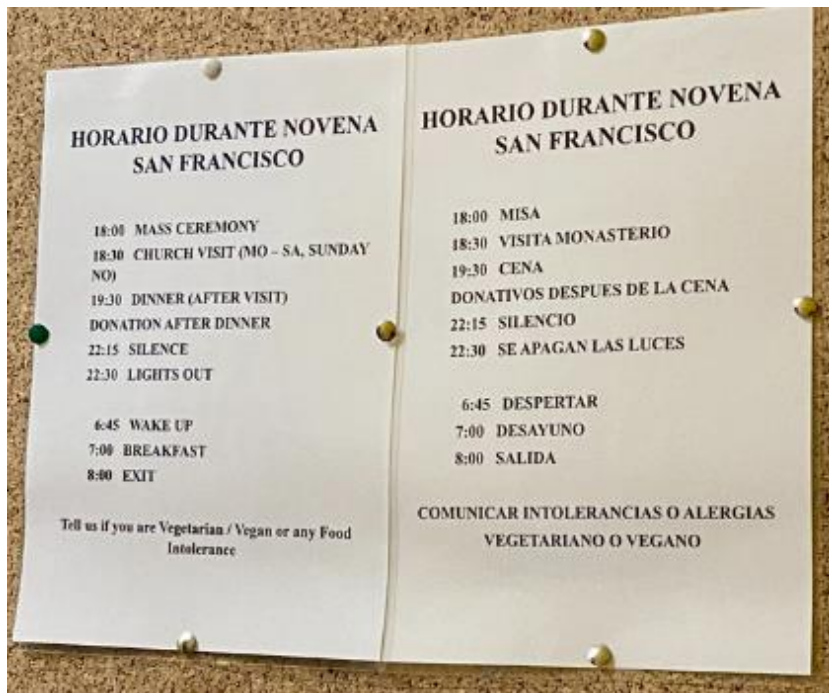 HORARIO DURANTE NOVENA
SAN FRANCISCO
18:00 MASS CEREMONY
18:30 CHURCH VISIT (MO – SA, SUNDAY
NO)
19:30 DINNER (AFTER VISIT)
DONATION AFTER DINNER
22:15 SILENCE
22:30 LIGHTS OUT
6:45 WAKE UP
7:00 BREAKFAST
8:00 EXIT
Tell us if you are Vegetarian / Vegan or any Food
Intolerance
HORARIO DURANTE NOVENA
SAN FRANCISCO
18:00 MISA
18:30 VISITA MONASTERIO
19:30 CENA
DONATIVOS DESPUES DE LA CENA
22:15 SILENCIO
22:30 SE APAGAN LAS LUCES
6:45 DESPERTAR
7:00 DESAYUNO
8:00 SALIDA
COMUNICAR INTOLERANCIAS O ALERGIAS
VEGETARIANO O VEGANO